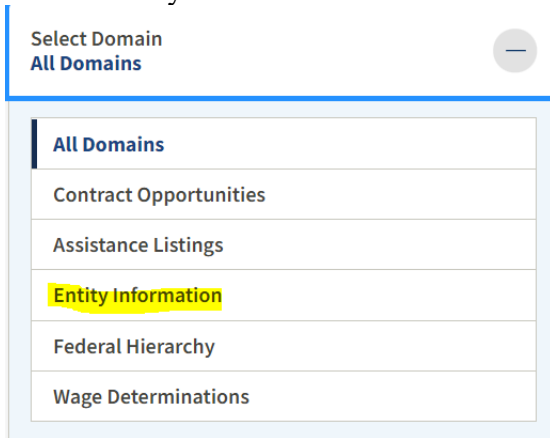 Select Domain
All Domains
All Domains
Contract Opportunities
Assistance Listings
Entity Information
Federal Hierarchy
Wage Determinations